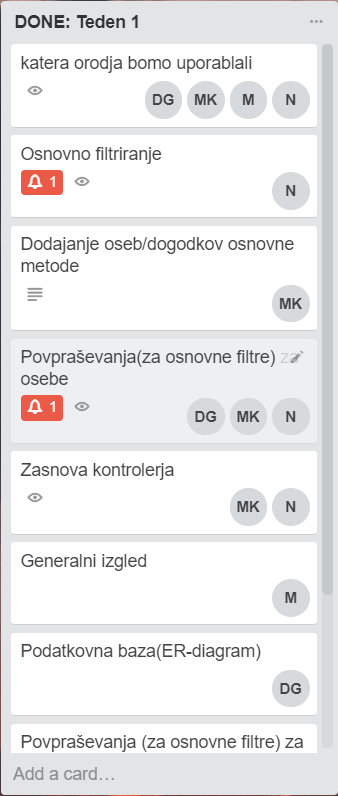 DONE: Teden 1
katera orodja bomo uporablali
DG MK M N
Osnovno filtriranje
1
N
Dodajanje oseb/dogodkov osnovne
metode
MK
Povpraševanja(za osnovne filtre) za
osebe
1
DG MK N
Zasnova kontrolerja
MK N
Generalni izgled
M
Podatkovna baza(ER-diagram)
DG
Povpraševanja (za osnovne filtre) za
Add a card…